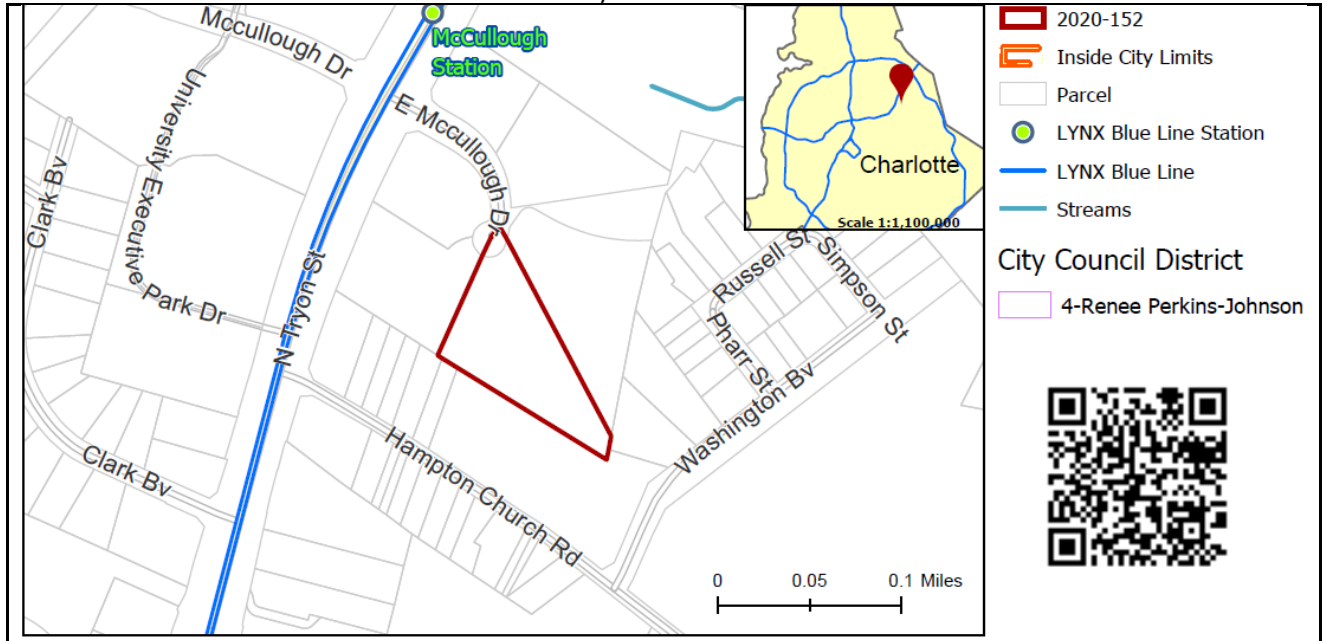 Mccullough Dr
McCullough
Station
University Executive
Park Dr
E Mccullough Dr
Clark Bv
N Tryon St
Russell St
Simpson St
Pharr St
Washington Bv
Hampton Church Rd
Clark Bv
Charlotte
Scale 1:1,100,000
0 0.05 0.1 Miles
2020-152
Inside City Limits
Parcel
LYNX Blue Line Station
LYNX Blue Line
Streams
City Council District
4-Renee Perkins-Johnson